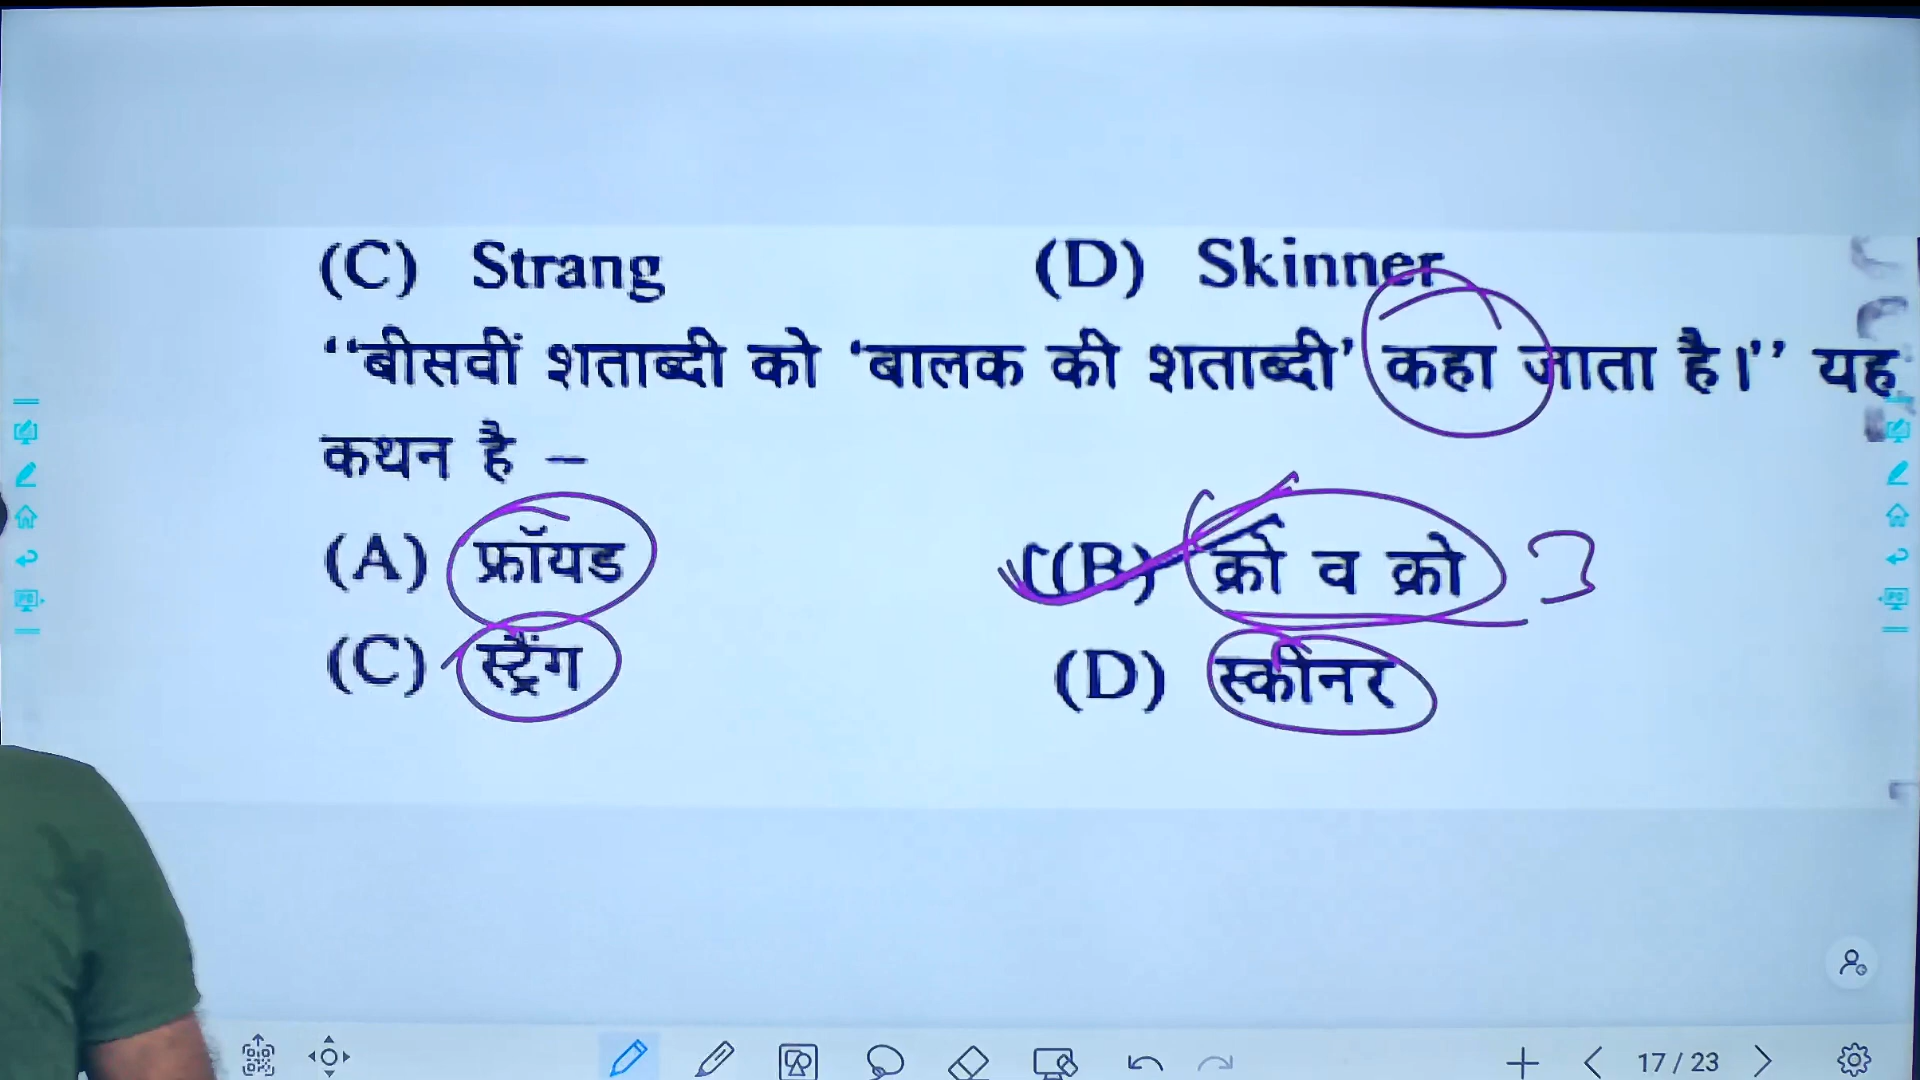 (C) Strang (D) Skinner
‘‘बीसवीं शताब्दी को ‘बालक की शताब्दी’ कहा जाता है।’’ यह
कथन है –
(A) फ्रॉयड (B) क्रो व क्रो
(C) स्ट्रैंग (D) स्कीनर
17 / 23